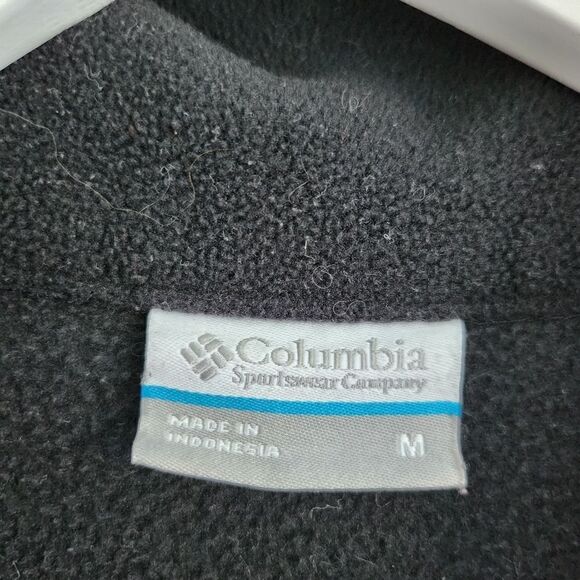 Columbia
Sportswear Company
MADE IN
INDONESIA
M